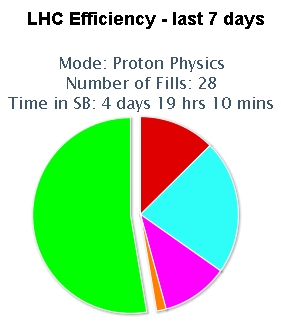 LHC Efficiency - last 7 days
Mode: Proton Physics
Number of Fills: 28
Time in SB: 4 days 19 hrs 10 mins